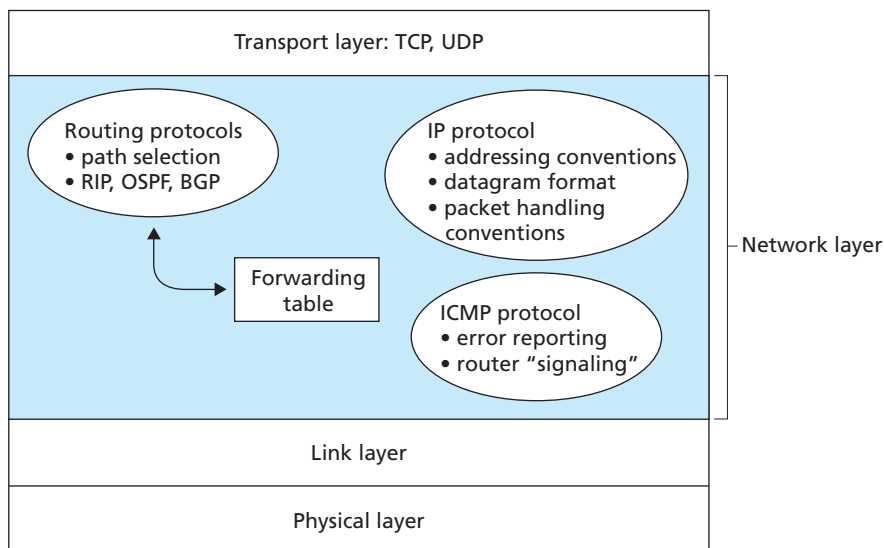 Transport layer: TCP, UDP
Routing protocols
• path selection
• RIP, OSPF, BGP
IP protocol
• addressing conventions
• datagram format
• packet handling
conventions
Network layer
Forwarding
table
ICMP protocol
• error reporting
• router “signaling”
Link layer
Physical layer